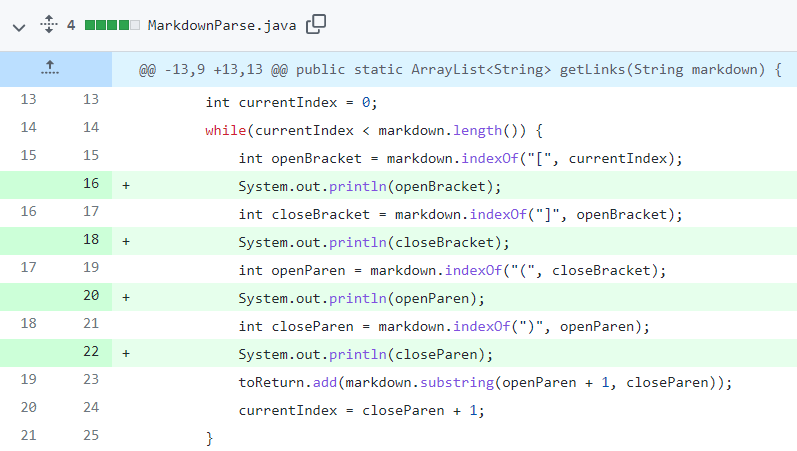 4 MarkdownParse.java
@@ -13,9 +13,13 @@ public static ArrayList<String> getLinks(String markdown) {
13 13 int currentIndex = 0;
14 14 while(currentIndex < markdown.length()) {
15 15 int openBracket = markdown.indexOf("[", currentIndex);
16 + System.out.println(openBracket);
16 17 int closeBracket = markdown.indexOf("]", openBracket);
18 + System.out.println(closeBracket);
17 19 int openParen = markdown.indexOf("(", closeBracket);
20 + System.out.println(openParen);
18 21 int closeParen = markdown.indexOf(")", openParen);
22 + System.out.println(closeParen);
19 23 toReturn.add(markdown.substring(openParen + 1, closeParen));
20 24 currentIndex = closeParen + 1;
21 25 }